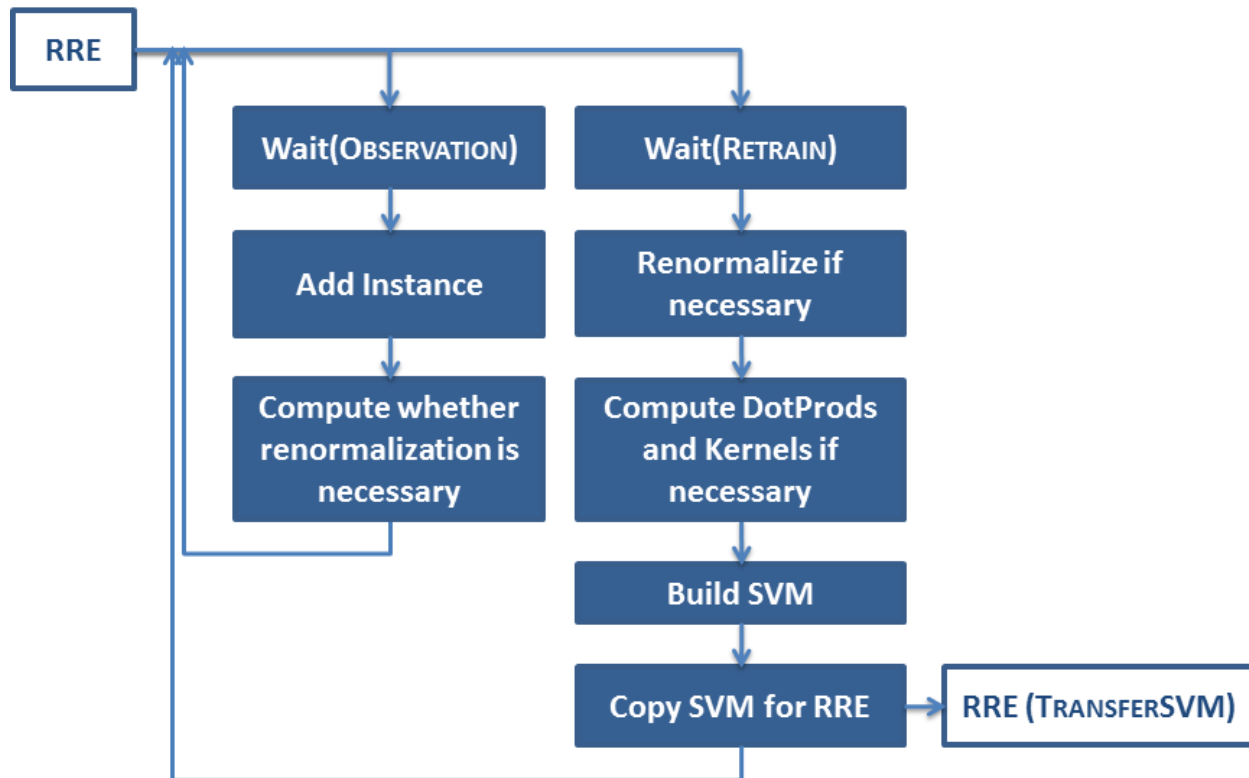 RRE
Wait(OBSERVATION)
Add Instance
Compute whether
renormalization is
necessary
Wait(RETRAIN)
Renormalize if
necessary
Compute DotProds
and Kernels if
necessary
Build SVM
Copy SVM for RRE
RRE (TRANSFERSVM)